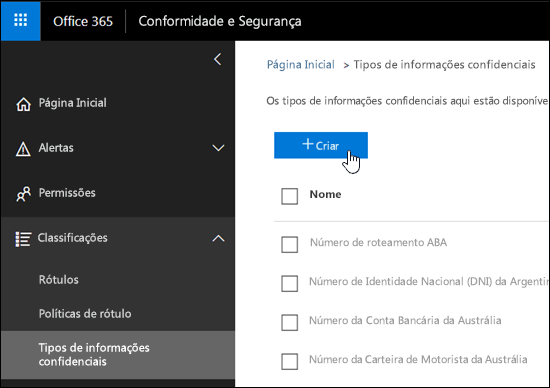 Office 365 Conformidade e Segurança
Página Inicial
Alertas
Permissões
Classificações
Rótulos
Políticas de rótulo
Tipos de informações
confidenciais
Página Inicial > Tipos de informações confidenciais
Os tipos de informações confidenciais aqui estão disponíve
+ Criar
Nome
Número de roteamento ABA
Número de Identidade Nacional (DNI) da Argentin
Número da Conta Bancária da Austrália
Número da Carteira de Motorista da Austrália